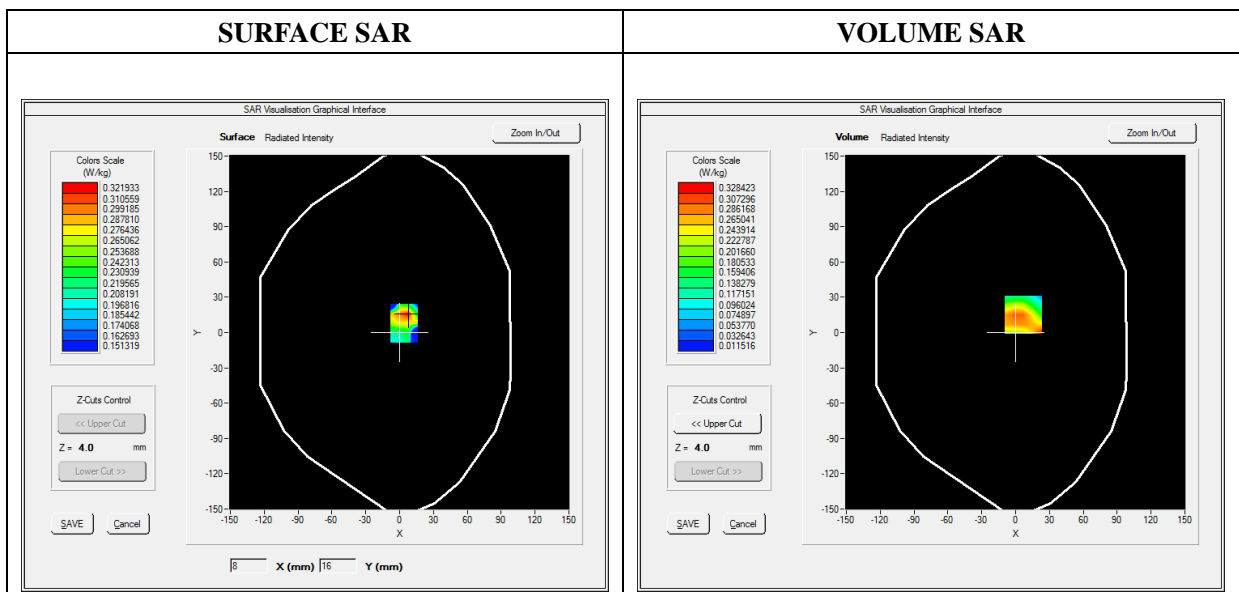 SURFACE SAR
VOLUME SAR
SAR Visualisation Graphical Interface
Surface Radiated Intensity
Zoom In/Out
Colors Scale
(W/kg)
0.321933
0.310559
0.299185
0.287810
0.276436
0.265062
0.253688
0.242313
0.230939
0.219565
0.208191
0.196816
0.185442
0.174068
0.162693
0.151319
Z-Cuts Control
<< Upper Cut
Z = 4.0 mm
Lower Cut >>
SAVE Cancel
150
120
90
60
30
0
-30
-60
-90
-120
-150
Y
-150 -120 -90 -60 -30 0 30 60 90 120 150
X
8 X (mm) 16 Y (mm)
SAR Visualisation Graphical Interface
Volume Radiated Intensity
Zoom In/Out
Colors Scale
(W/kg)
0.328423
0.307296
0.286168
0.265041
0.243914
0.222787
0.201660
0.180533
0.159406
0.138279
0.117151
0.096024
0.074897
0.053770
0.032643
0.011516
Z-Cuts Control
<< Upper Cut
Z = 4.0 mm
Lower Cut >>
SAVE Cancel
150
120
90
60
30
0
-30
-60
-90
-120
-150
Y
-150 -120 -90 -60 -30 0 30 60 90 120 150
X